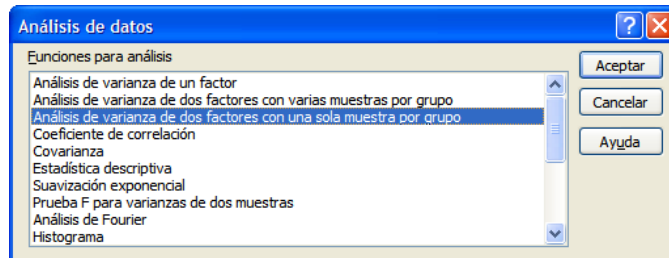 Análisis de datos
Funciones para análisis
Análisis de varianza de un factor
Análisis de varianza de dos factores con varias muestras por grupo
Análisis de varianza de dos factores con una sola muestra por grupo
Coeficiente de correlación
Covarianza
Estadística descriptiva
Suavización exponencial
Prueba F para varianzas de dos muestras
Análisis de Fourier
Histograma
Aceptar
Cancelar
Ayuda